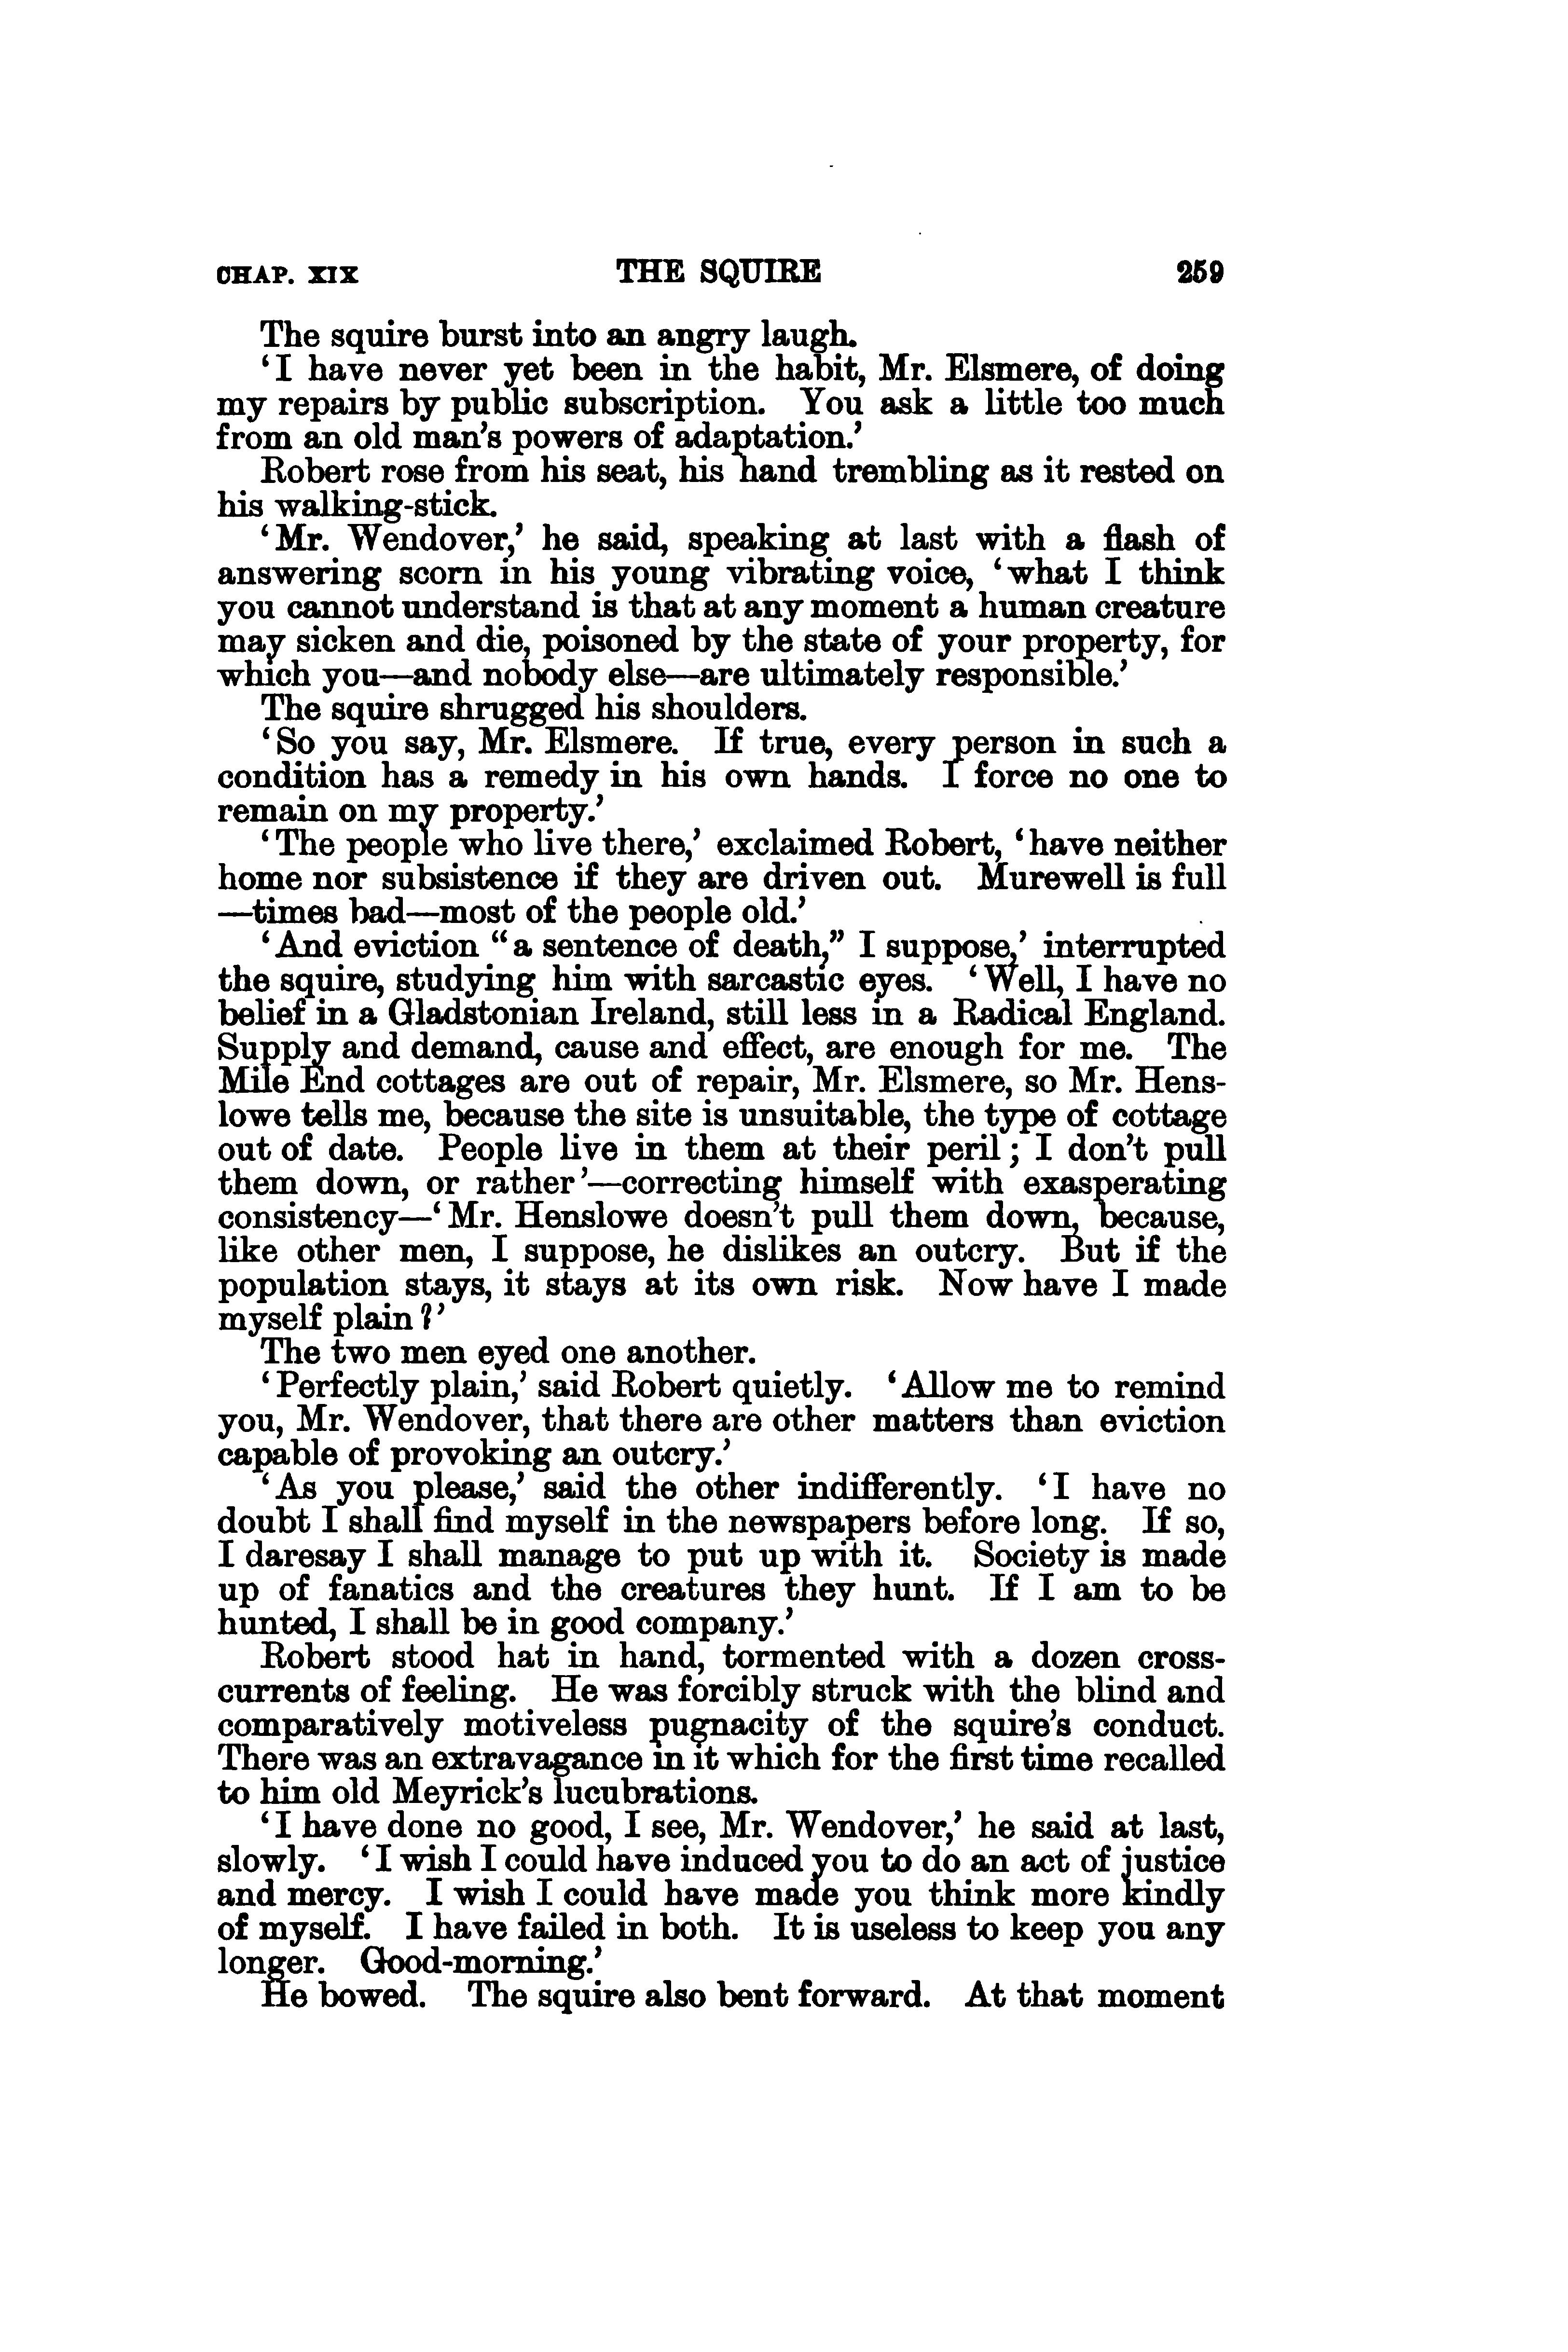 CHAP. XIX THE SQUIRE 259
The squire burst into an angry laugh.
‘I have never yet been in the habit, Mr. Elsmere, of doing
my repairs by public subscription. You ask a little too much
from an old man’s powers of adaptation.’
Robert rose from his seat, his hand trembling as it rested on
his walking-stick.
‘Mr. Wendover,’ he said, speaking at last with a flash of
answering scorn in his young vibrating voice, ‘what I think
you cannot understand is that at any moment a human creature
may sicken and die, poisoned by the state of your property, for
which you—and nobody else—are ultimately responsible.’
The squire shrugged his shoulders.
‘So you say, Mr. Elsmere. If true, every person in such a
condition has a remedy in his own hands. I force no one to
remain on my property.’
‘The people who live there,’ exclaimed Robert, ‘have neither
home nor subsistence if they are driven out. Murewell is full
—times bad—most of the people old.’
‘And eviction “a sentence of death,” I suppose,’ interrupted
the squire, studying him with sarcastic eyes. ‘Well, I have no
belief in a Gladstonian Ireland, still less in a Radical England.
Supply and demand, cause and effect, are enough for me. The
Mile End cottages are out of repair, Mr. Elsmere, so Mr. Hens-
lowe tells me, because the site is unsuitable, the type of cottage
out of date. People live in them at their peril; I don’t pull
them down, or rather’—correcting himself with exasperating
consistency—‘Mr. Henslowe doesn’t pull them down, because,
like other men, I suppose, he dislikes an outcry. But if the
population stays, it stays at its own risk. Now have I made
myself plain?’
The two men eyed one another.
‘Perfectly plain,’ said Robert quietly. ‘Allow me to remind
you, Mr. Wendover, that there are other matters than eviction
capable of provoking an outcry.’
‘As you please,’ said the other indifferently. ‘I have no
doubt I shall find myself in the newspapers before long. If so,
I daresay I shall manage to put up with it. Society is made
up of fanatics and the creatures they hunt. If I am to be
hunted, I shall be in good company.’
Robert stood hat in hand, tormented with a dozen cross-
currents of feeling. He was forcibly struck with the blind and
comparatively motiveless pugnacity of the squire’s conduct.
There was an extravagance in it which for the first time recalled
to him old Meyrick’s lucubrations.
‘I have done no good, I see, Mr. Wendover,’ he said at last,
slowly. ‘I wish I could have induced you to do an act of justice
and mercy. I wish I could have made you think more kindly
of myself. I have failed in both. It is useless to keep you any
longer. Good-morning.’
He bowed. The squire also bent forward. At that moment